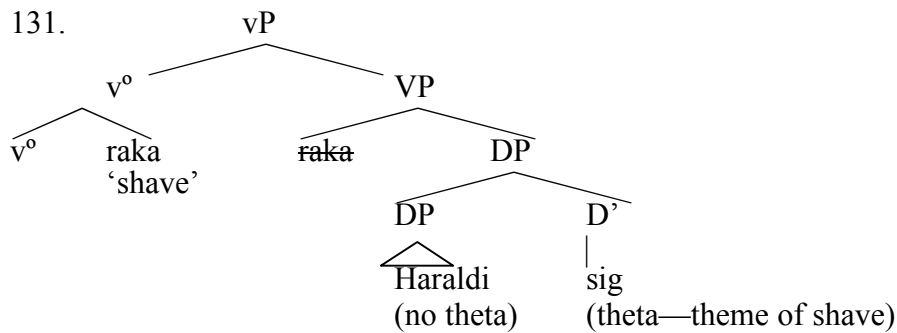 131. vP
vº VP
vº raka ~~raka~~ DP
‘shave’
DP D’
Haraldi sig
(no theta) (theta—theme of shave)